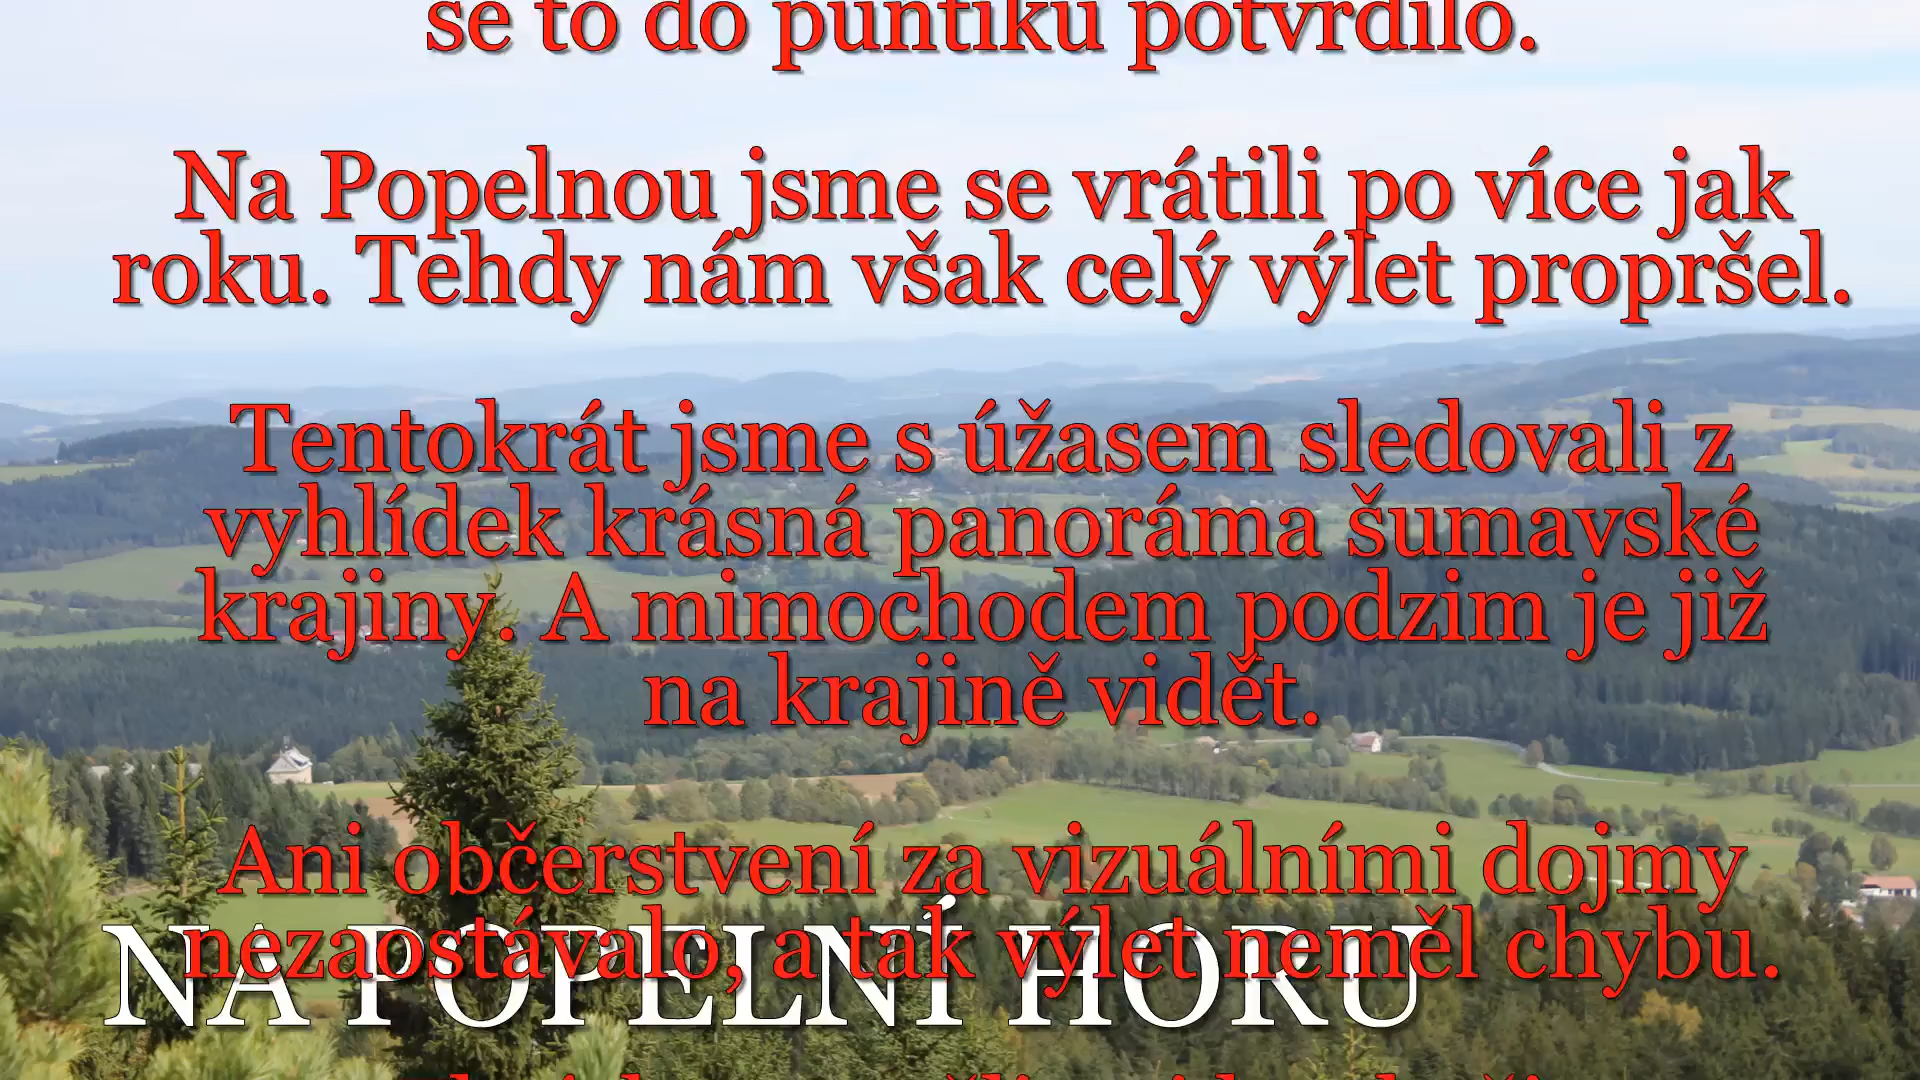 se to do puntíku potvrdilo.
Na Popelnou jsme se vrátili po více jak
roku. Tehdy nám však celý výlet propršel.
Tentokrát jsme s úžasem sledovali z
vyhlídek krásná panoráma šumavské
krajiny. A mimochodem podzim je již
na krajině vidět.
Ani občerstvení za vizuálními dojmy
nezaostávalo, a tak výlet neměl chybu.
NA POPELNÍ HORU